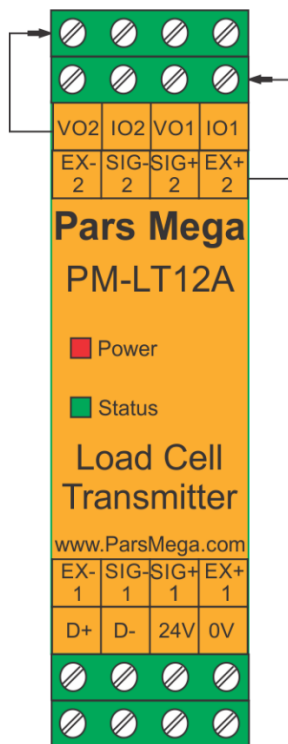 VO2 IO2 VO1 IO1
EX- SIG- SIG+ EX+
2 2 2 2
Pars Mega
PM-LT12A
Power
Status
Load Cell
Transmitter
www.ParsMega.com
EX- SIG- SIG+ EX+
1 1 1 1
D+ D- 24V 0V